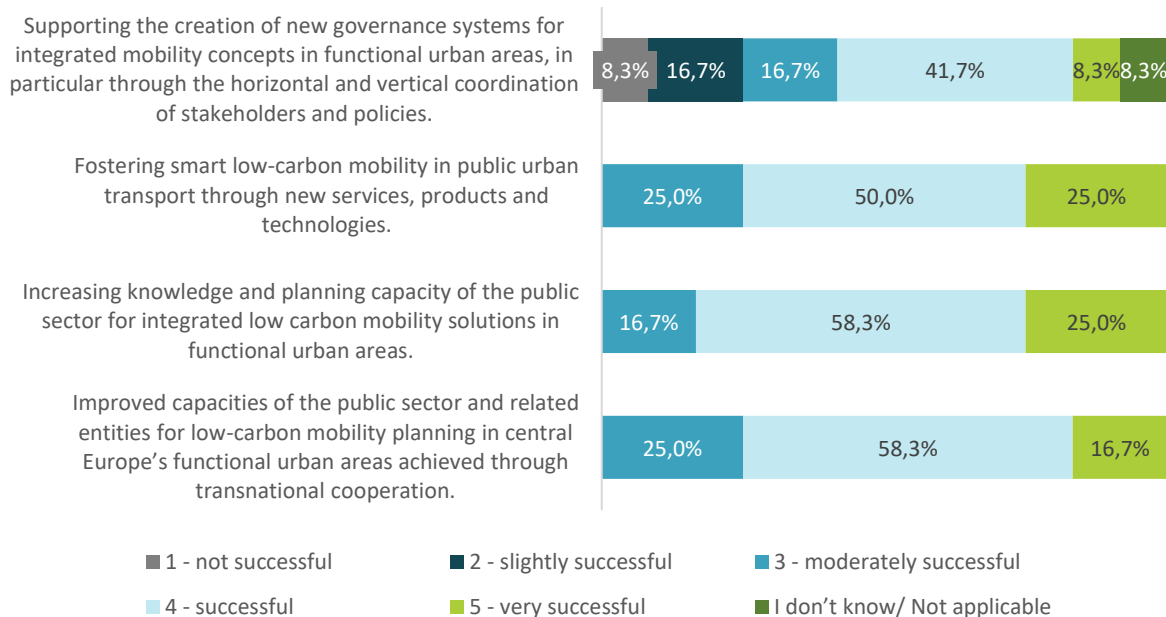 Supporting the creation of new governance systems for
integrated mobility concepts in functional urban areas, in
particular through the horizontal and vertical coordination
of stakeholders and policies.
8,3% 16,7% 16,7% 41,7% 8,3% 8,3%
Fostering smart low-carbon mobility in public urban
transport through new services, products and
technologies.
25,0% 50,0% 25,0%
Increasing knowledge and planning capacity of the public
sector for integrated low carbon mobility solutions in
functional urban areas.
16,7% 58,3% 25,0%
Improved capacities of the public sector and related
entities for low-carbon mobility planning in central
Europe’s functional urban areas achieved through
transnational cooperation.
25,0% 58,3% 16,7%
1 - not successful 2 - slightly successful 3 - moderately successful
4 - successful 5 - very successful I don’t know/ Not applicable